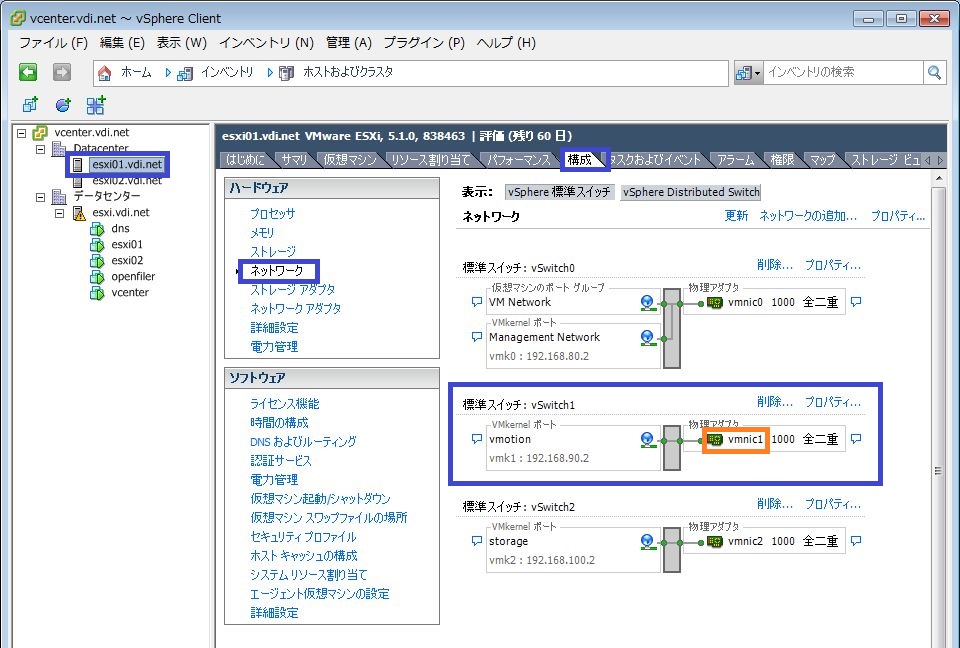 vcenter.vdi.net ～ vSphere Client
ファイル (F) 編集 (E) 表示 (W) インベントリ (N) 管理 (A) プラグイン (P) ヘルプ (H)
ホーム インベントリ ホストおよびクラスタ インベントリの検索
vcenter.vdi.net
Datacenter
esxi01.vdi.net
esxi02.vdi.net
データセンター
esxi.vdi.net
dns
esxi01
esxi02
openfiler
vcenter
esxi01.vdi.net VMware ESXi, 5.1.0, 838463 | 評価 (残り 60 日)
はじめに サマリ 仮想マシン リソース割り当て パフォーマンス 構成 タスクおよびイベント アラーム 権限 マップ ストレージ ビュ
ハードウェア
プロセッサ
メモリ
ストレージ
ネットワーク
ストレージ アダプタ
ネットワーク アダプタ
詳細設定
電力管理
ソフトウェア
ライセンス機能
時間の構成
DNS およびルーティング
認証サービス
電力管理
仮想マシン起動/シャットダウン
仮想マシン スワップファイルの場所
セキュリティ プロファイル
ホスト キャッシュの構成
システム リソース割り当て
エージェント仮想マシンの設定
詳細設定
表示: vSphere 標準スイッチ vSphere Distributed Switch
ネットワーク 更新 ネットワークの追加... プロパティ...
標準スイッチ: vSwitch0 削除... プロパティ...
仮想マシンのポート グループ 物理アダプタ
VM Network vmnic0 1000 全二重
VMkernel ポート
Management Network
vmk0 : 192.168.80.2
標準スイッチ: vSwitch1 削除... プロパティ...
VMkernel ポート 物理アダプタ
vmotion vmnic1 1000 全二重
vmk1 : 192.168.90.2
標準スイッチ: vSwitch2 削除... プロパティ...
VMkernel ポート 物理アダプタ
storage vmnic2 1000 全二重
vmk2 : 192.168.100.2